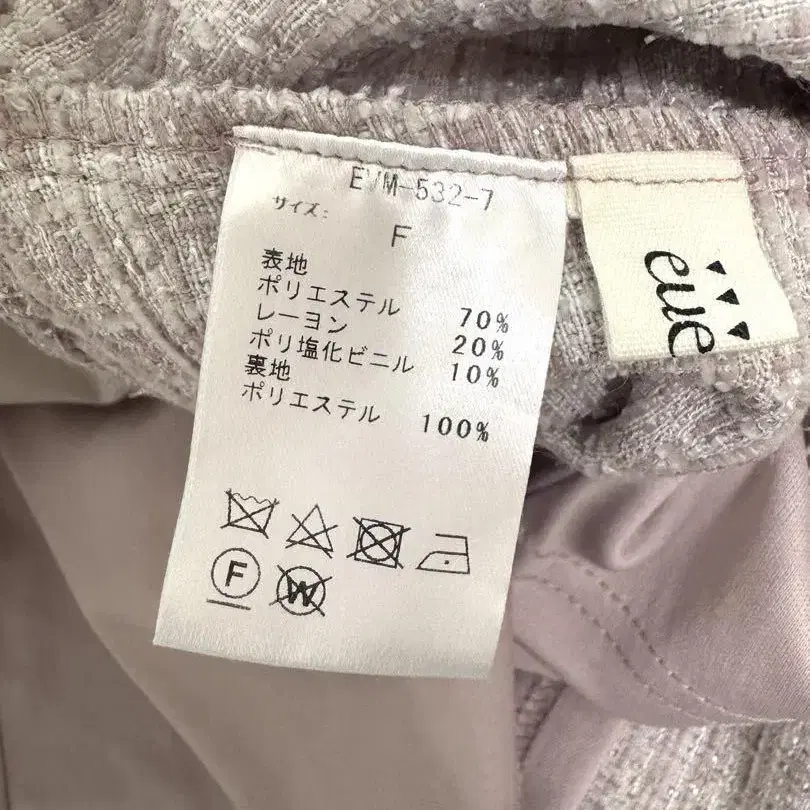 EVM-532-7
サイズ:
F
表地
ポリエステル 70%
レーヨン 20%
ポリ塩化ビニル 10%
裏地
ポリエステル 100%
F W
eue